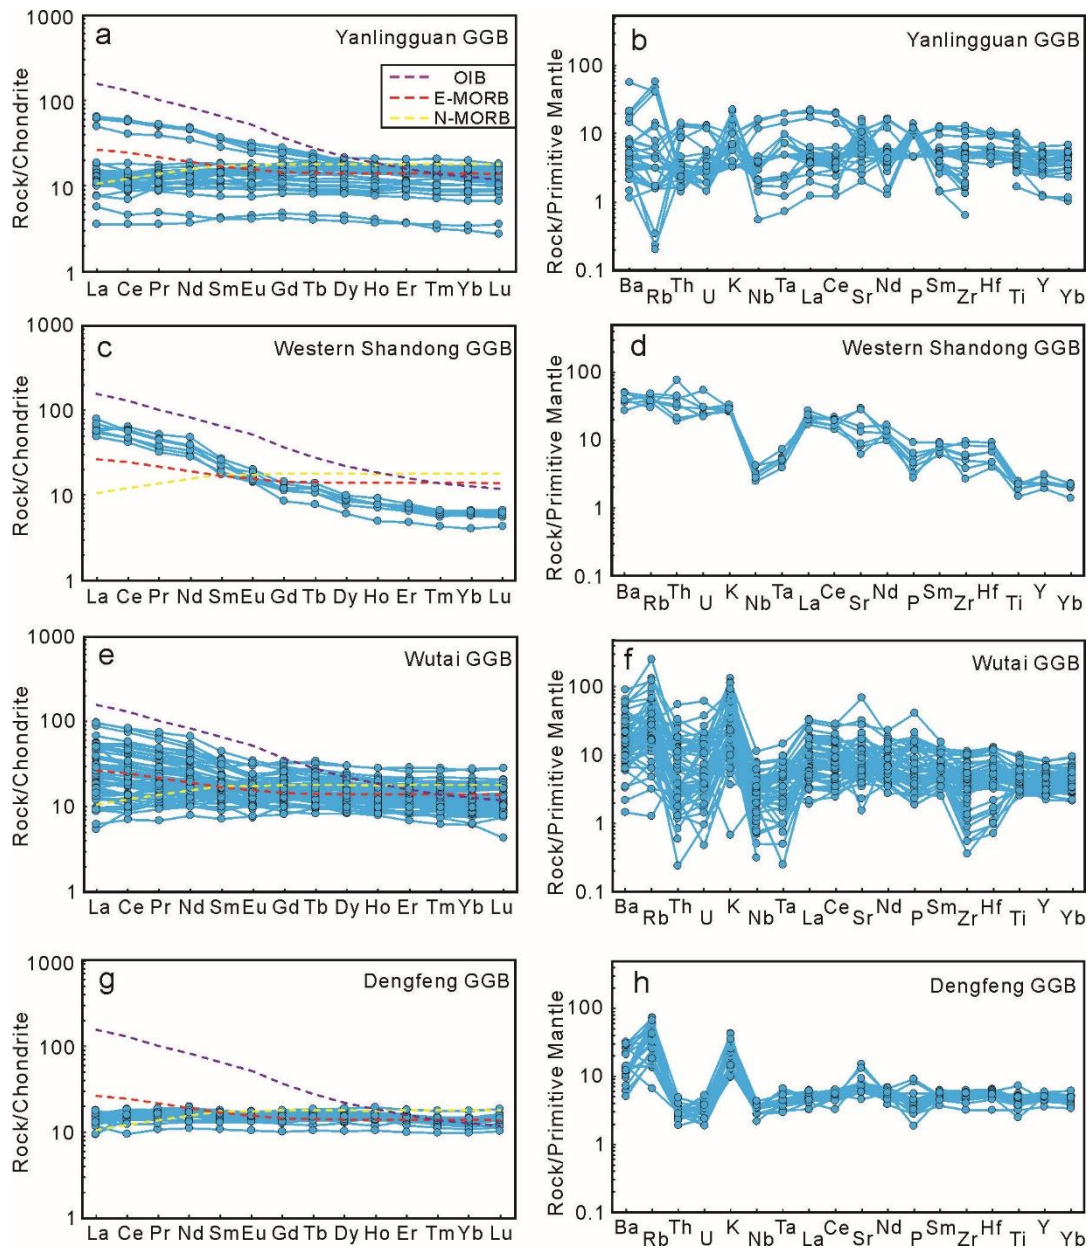 a
Yanlingguan GGB
OIB
E-MORB
N-MORB
Rock/Chondrite
1000
100
10
1
La Ce Pr Nd Sm Eu Gd Tb Dy Ho Er Tm Yb Lu
b
Yanlingguan GGB
Rock/Primitive Mantle
100
10
1
0.1
Ba Rb Th U K Nb Ta La Ce Sr Nd P Sm Zr Hf Ti Y Yb
c
Western Shandong GGB
Rock/Chondrite
1000
100
10
1
La Ce Pr Nd Sm Eu Gd Tb Dy Ho Er Tm Yb Lu
d
Western Shandong GGB
Rock/Primitive Mantle
100
10
1
0.1
Ba Rb Th U K Nb Ta La Ce Sr Nd P Sm Zr Hf Ti Y Yb
e
Wutai GGB
Rock/Chondrite
1000
100
10
1
La Ce Pr Nd Sm Eu Gd Tb Dy Ho Er Tm Yb Lu
f
Wutai GGB
Rock/Primitive Mantle
100
10
1
0.1
Ba Rb Th U K Nb Ta La Ce Sr Nd P Sm Zr Hf Ti Y Yb
g
Dengfeng GGB
Rock/Chondrite
1000
100
10
1
La Ce Pr Nd Sm Eu Gd Tb Dy Ho Er Tm Yb Lu
h
Dengfeng GGB
Rock/Primitive Mantle
100
10
1
0.1
Ba Rb Th U K Nb Ta La Ce Sr Nd P Sm Zr Hf Ti Y Yb